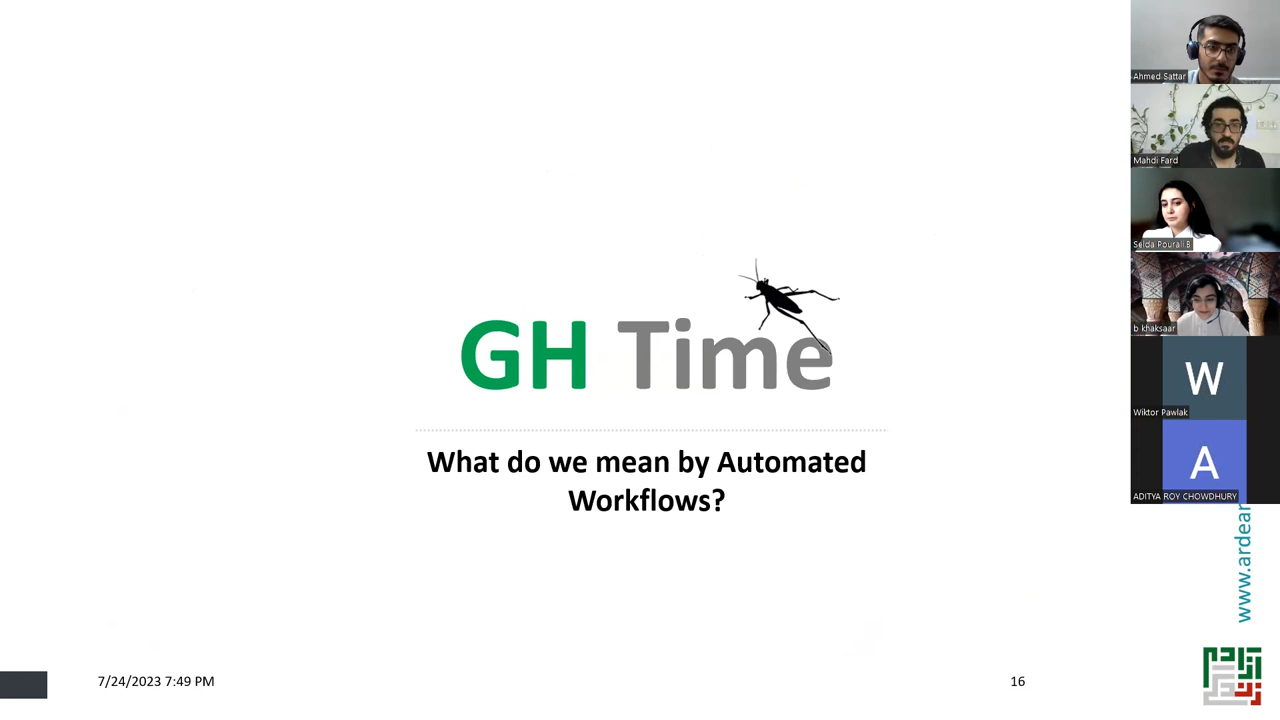 GH Time
What do we mean by Automated
Workflows?
7/24/2023 7:49 PM
16
Ahmed Sattar
Mahdi Fard
Selda Pourali B
b khaksaar
W
Wiktor Pawlak
A
ADITYA ROY CHOWDHURY
www.ardear